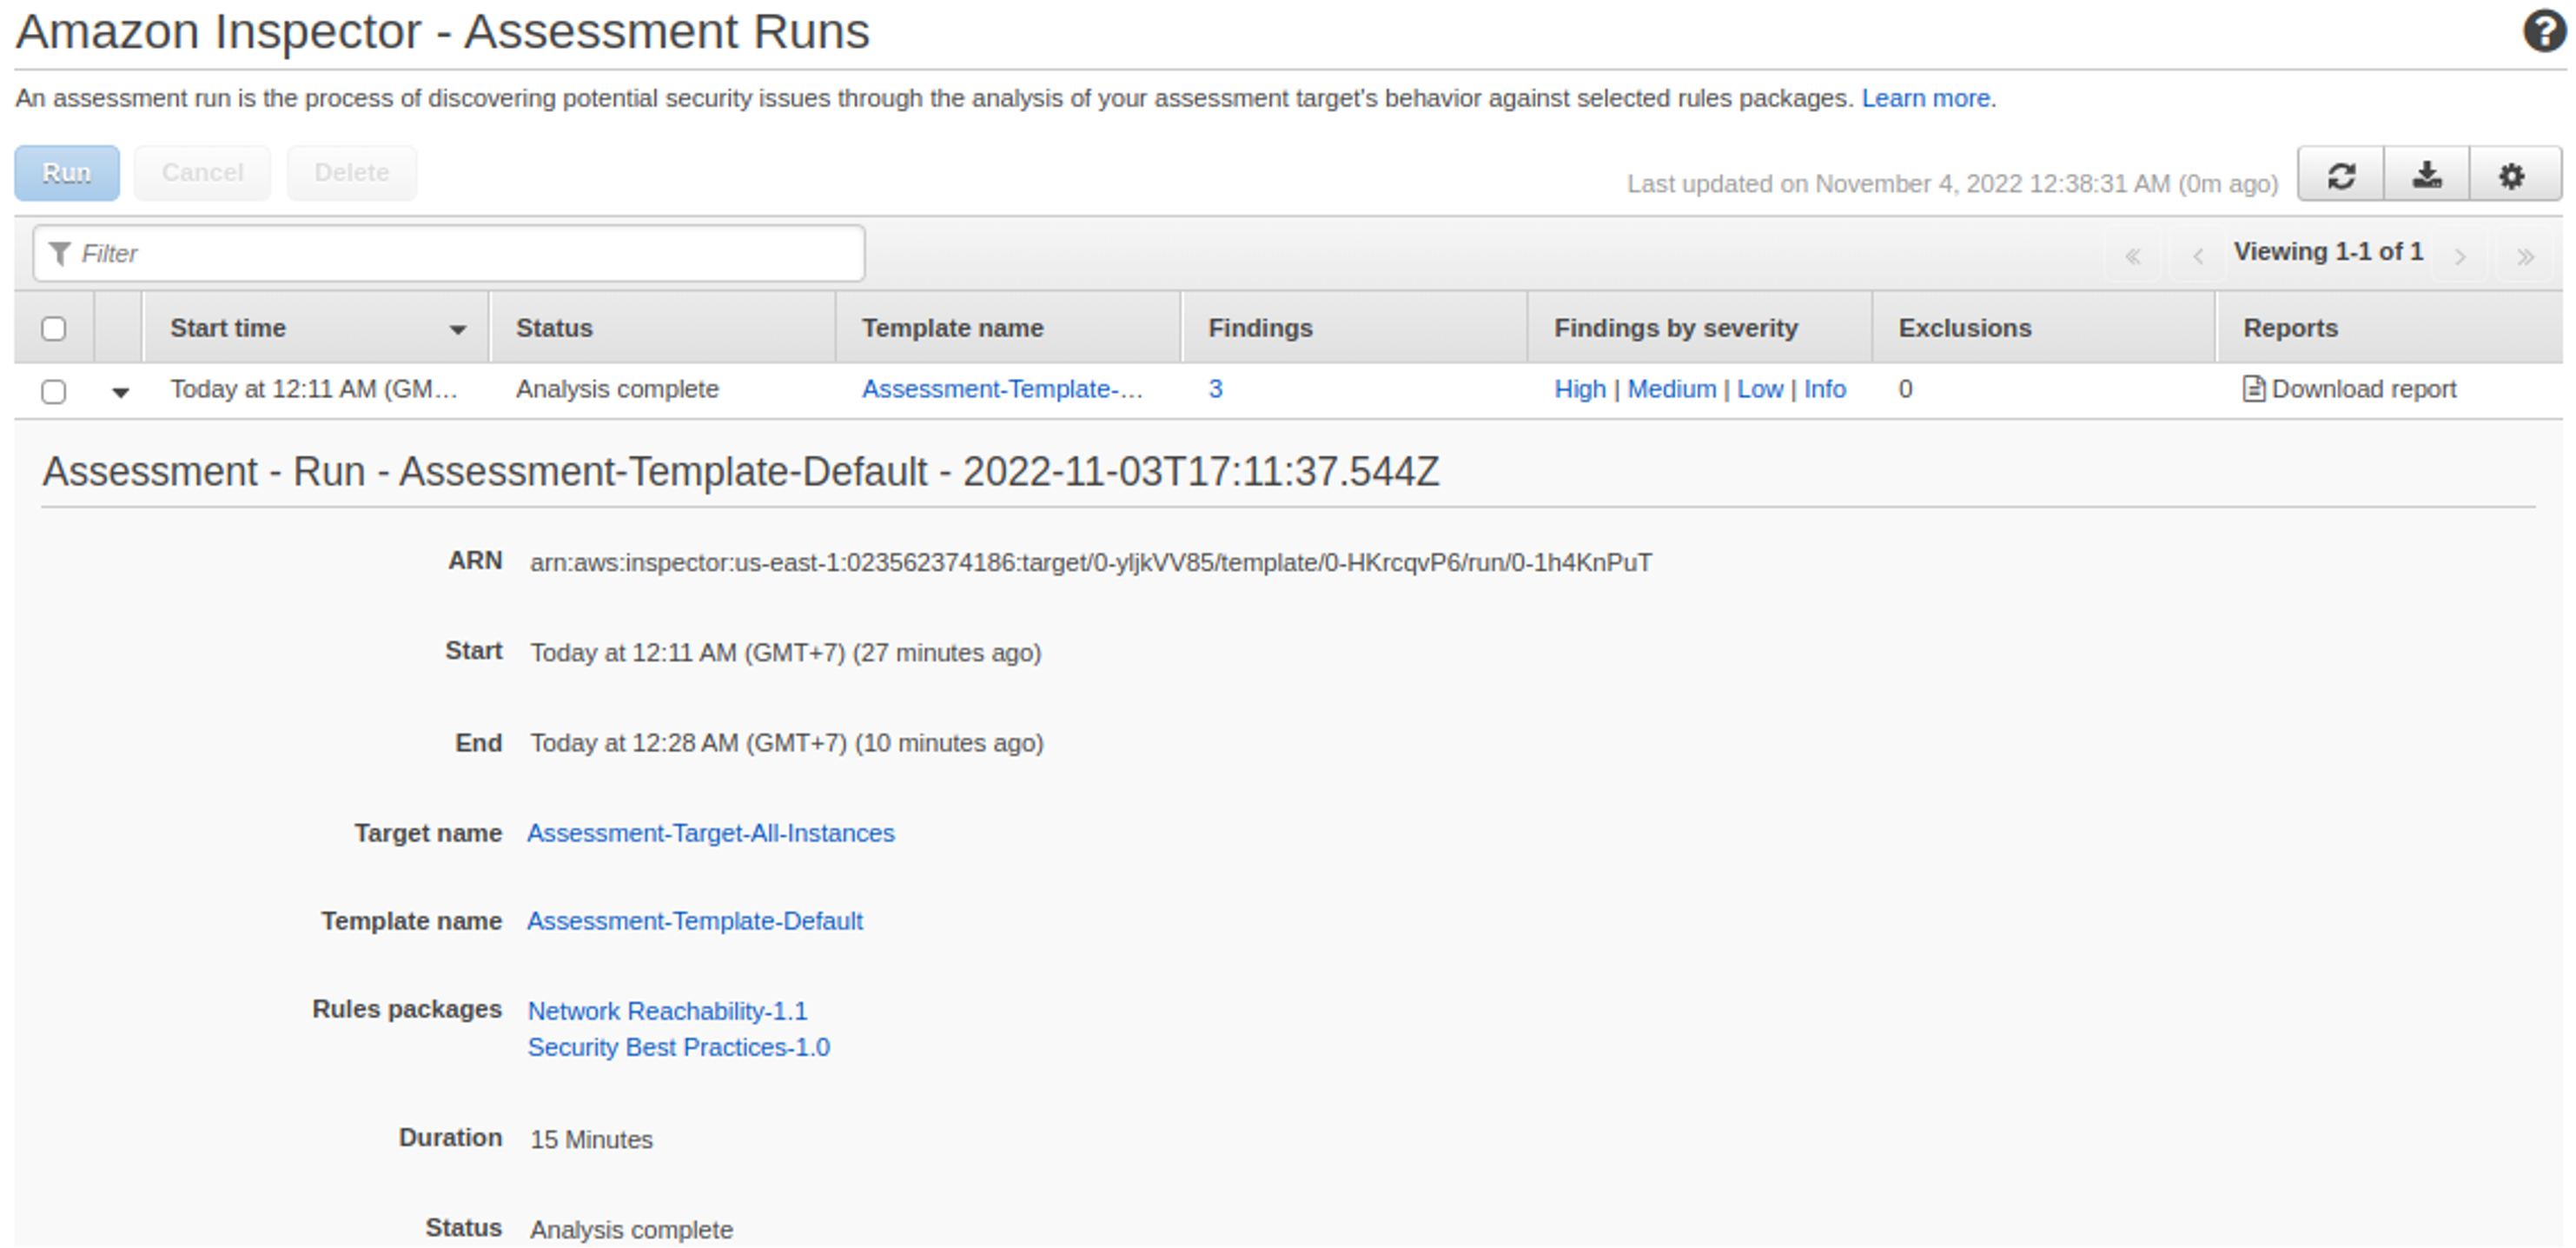 Amazon Inspector - Assessment Runs
An assessment run is the process of discovering potential security issues through the analysis of your assessment target's behavior against selected rules packages. Learn more.
Run Cancel Delete Last updated on November 4, 2022 12:38:31 AM (0m ago)
Filter « ‹ Viewing 1-1 of 1 › »
Start time Status Template name Findings Findings by severity Exclusions Reports
Today at 12:11 AM (GM... Analysis complete Assessment-Template-... 3 High | Medium | Low | Info 0 Download report
Assessment - Run - Assessment-Template-Default - 2022-11-03T17:11:37.544Z
ARN arn:aws:inspector:us-east-1:023562374186:target/0-yljkVV85/template/0-HKrcqvP6/run/0-1h4KnPuT
Start Today at 12:11 AM (GMT+7) (27 minutes ago)
End Today at 12:28 AM (GMT+7) (10 minutes ago)
Target name Assessment-Target-All-Instances
Template name Assessment-Template-Default
Rules packages Network Reachability-1.1
Security Best Practices-1.0
Duration 15 Minutes
Status Analysis complete